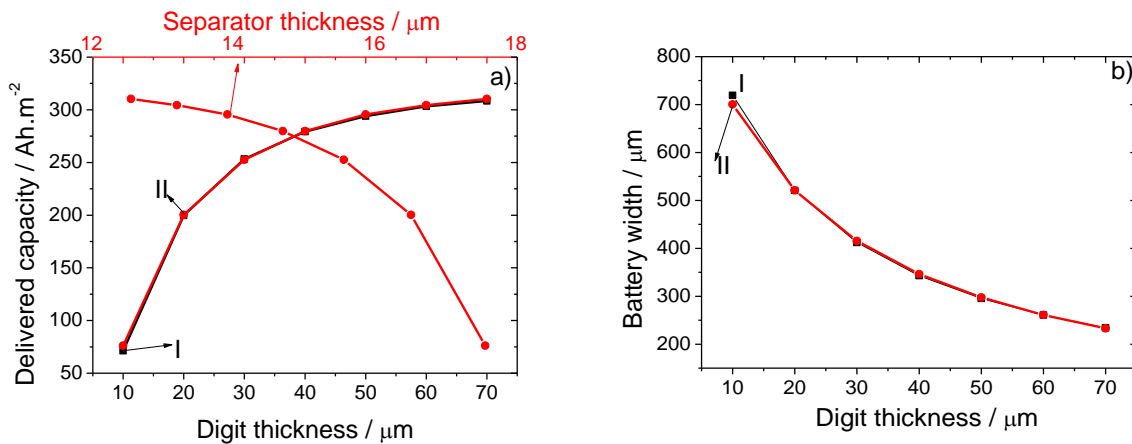 Separator thickness / μm
12 14 16 18
a)
Delivered capacity / Ah.m⁻²
350
300
250
200
150
100
50
II
I
10 20 30 40 50 60 70
Digit thickness / μm
b)
Battery width / μm
800
700
600
500
400
300
200
I
II
10 20 30 40 50 60 70
Digit thickness / μm